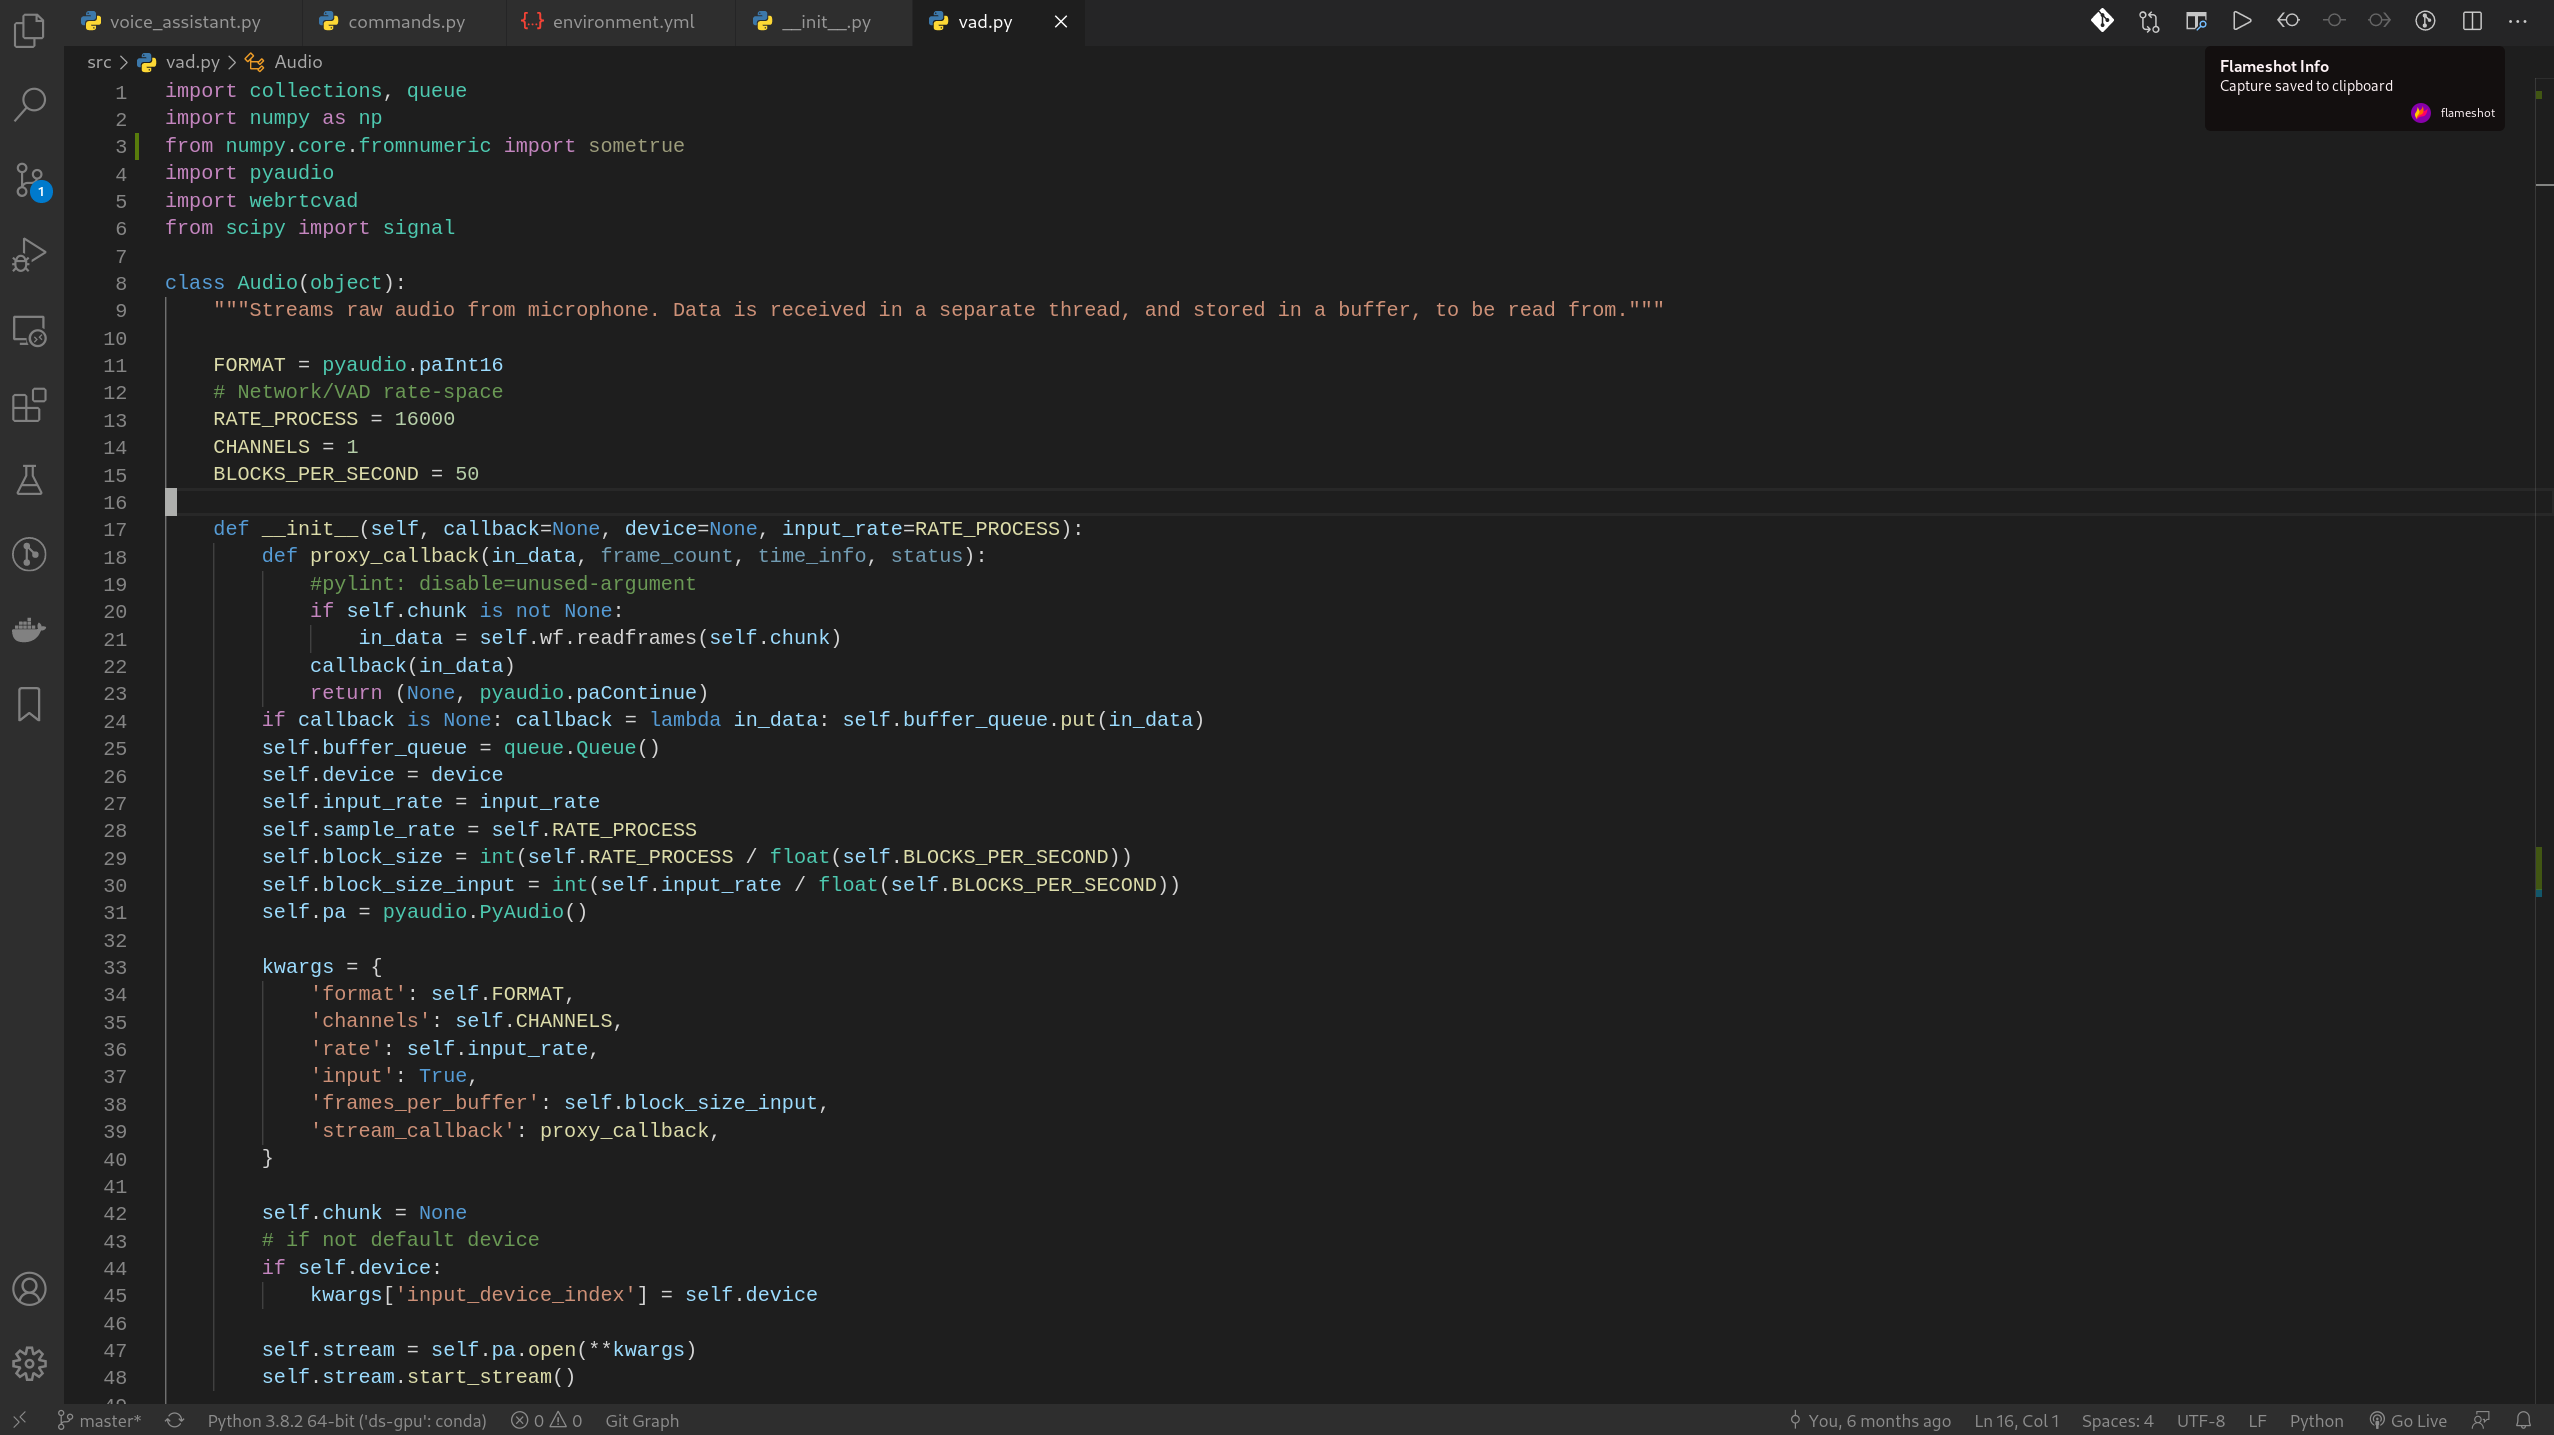 voice_assistant.py commands.py {..} environment.yml __init__.py vad.py
src > vad.py > Audio
Flameshot Info
Capture saved to clipboard
flameshot
1
1 import collections, queue
2 import numpy as np
3 from numpy.core.fromnumeric import sometrue
4 import pyaudio
5 import webrtcvad
6 from scipy import signal
7
8 class Audio(object):
9     """Streams raw audio from microphone. Data is received in a separate thread, and stored in a buffer, to be read from."""
10
11     FORMAT = pyaudio.paInt16
12     # Network/VAD rate-space
13     RATE_PROCESS = 16000
14     CHANNELS = 1
15     BLOCKS_PER_SECOND = 50
16
17     def __init__(self, callback=None, device=None, input_rate=RATE_PROCESS):
18         def proxy_callback(in_data, frame_count, time_info, status):
19             #pylint: disable=unused-argument
20             if self.chunk is not None:
21                 in_data = self.wf.readframes(self.chunk)
22             callback(in_data)
23             return (None, pyaudio.paContinue)
24         if callback is None: callback = lambda in_data: self.buffer_queue.put(in_data)
25         self.buffer_queue = queue.Queue()
26         self.device = device
27         self.input_rate = input_rate
28         self.sample_rate = self.RATE_PROCESS
29         self.block_size = int(self.RATE_PROCESS / float(self.BLOCKS_PER_SECOND))
30         self.block_size_input = int(self.input_rate / float(self.BLOCKS_PER_SECOND))
31         self.pa = pyaudio.PyAudio()
32
33         kwargs = {
34             'format': self.FORMAT,
35             'channels': self.CHANNELS,
36             'rate': self.input_rate,
37             'input': True,
38             'frames_per_buffer': self.block_size_input,
39             'stream_callback': proxy_callback,
40         }
41
42         self.chunk = None
43         # if not default device
44         if self.device:
45             kwargs['input_device_index'] = self.device
46
47         self.stream = self.pa.open(**kwargs)
48         self.stream.start_stream()
master* Python 3.8.2 64-bit ('ds-gpu': conda) 0 0 Git Graph You, 6 months ago Ln 16, Col 1 Spaces: 4 UTF-8 LF Python Go Live